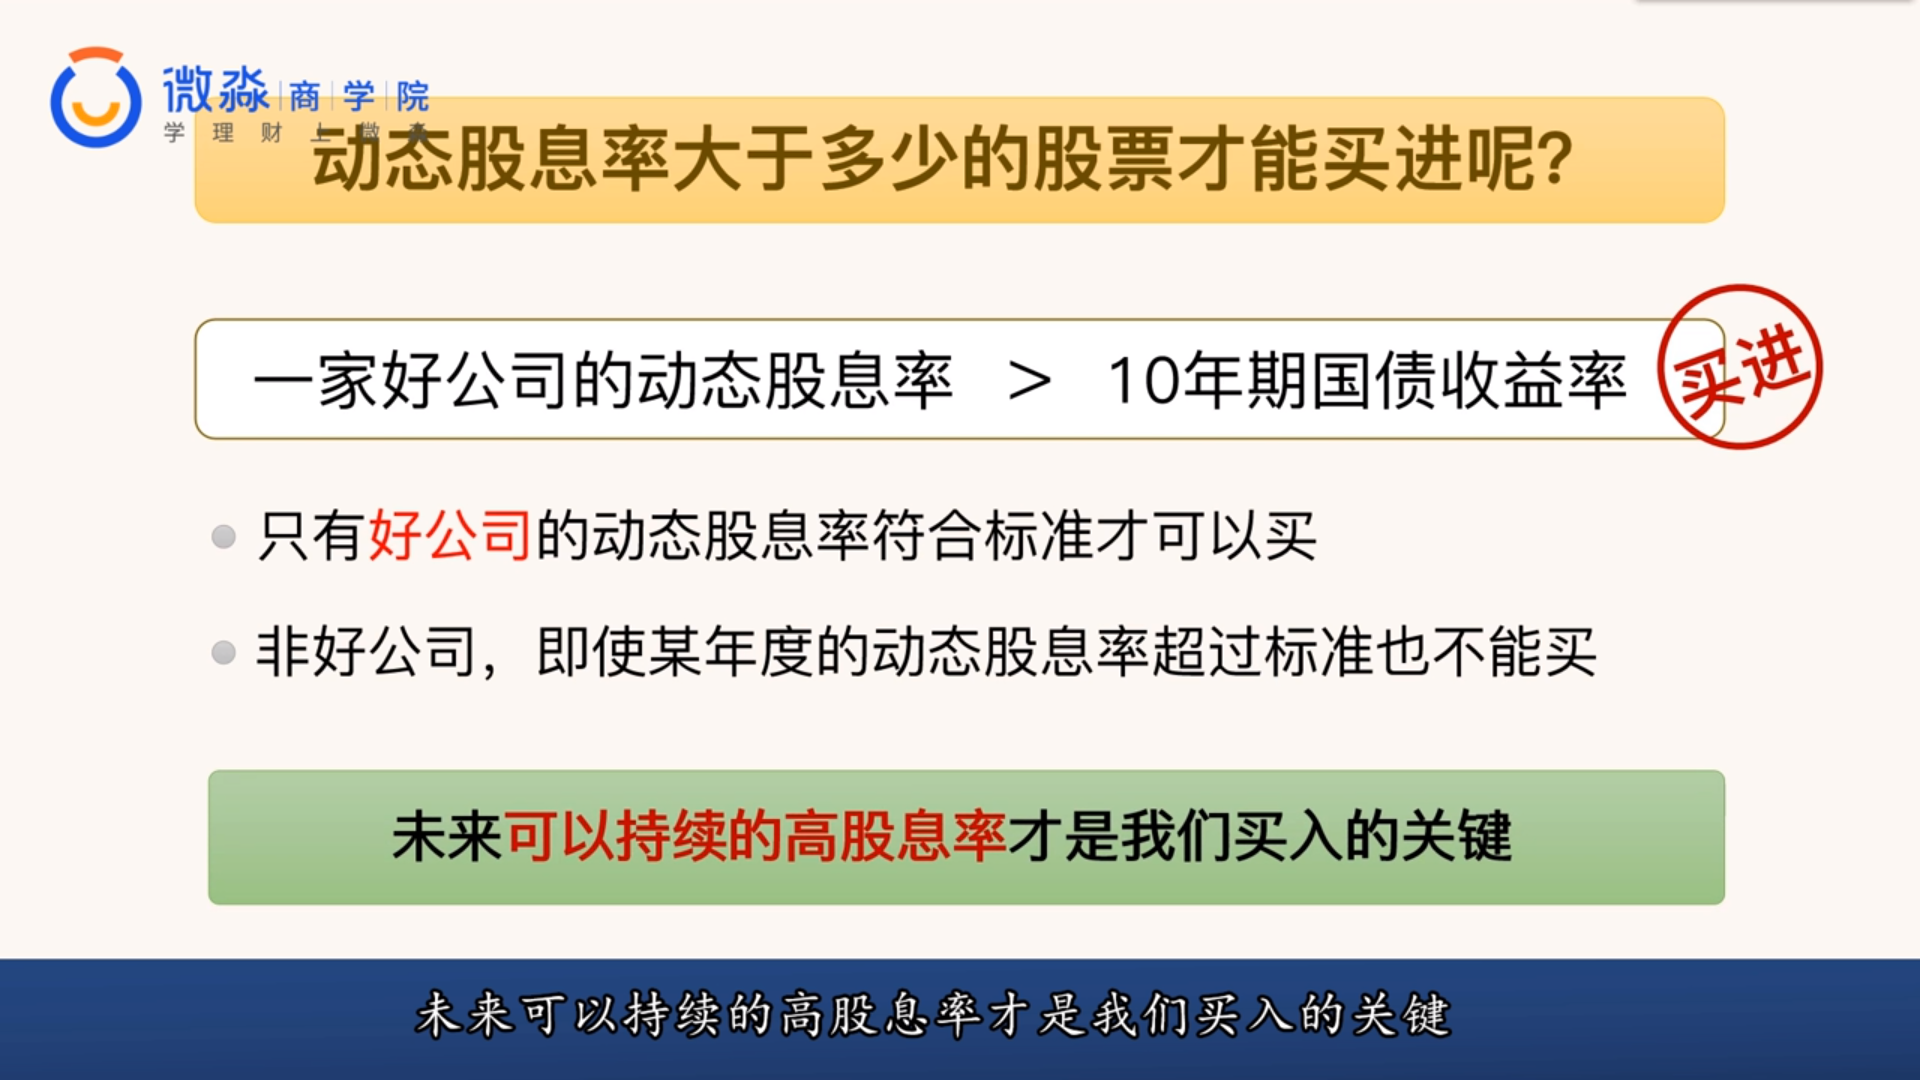 微淼 商学院
学理财上微淼
动态股息率大于多少的股票才能买进呢?
一家好公司的动态股息率 > 10年期国债收益率
买进
只有好公司的动态股息率符合标准才可以买
非好公司，即使某年度的动态股息率超过标准也不能买
未来可以持续的高股息率才是我们买入的关键
未来可以持续的高股息率才是我们买入的关键